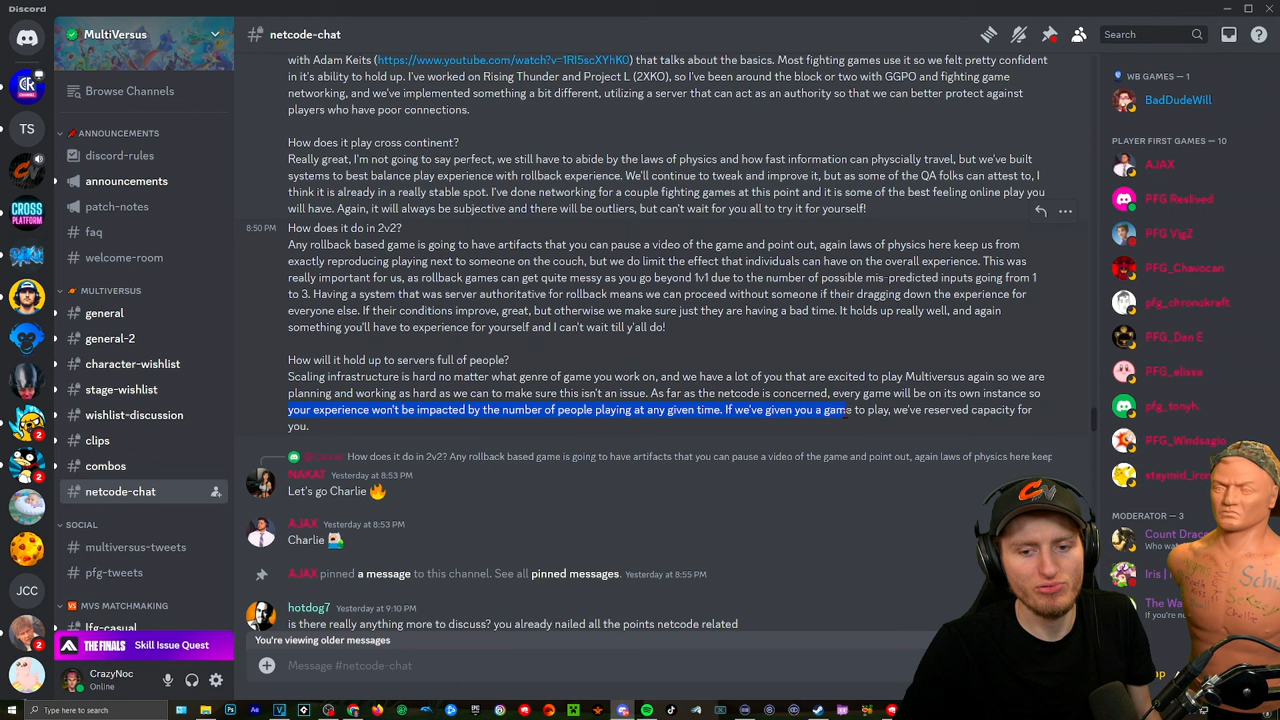 Discord
MultiVersus
netcode-chat
Search
Browse Channels
ANNOUNCEMENTS
discord-rules
announcements
patch-notes
faq
welcome-room
MULTIVERSUS
general
general-2
character-wishlist
stage-wishlist
wishlist-discussion
clips
combos
netcode-chat
SOCIAL
multiversus-tweets
pfg-tweets
MVS MATCHMAKING
lfg-casual
THE FINALS Skill Issue Quest
CrazyNoc
Online
TS
CROSS
PLATFORM
JCC
2
2
2
with Adam Keits (https://www.youtube.com/watch?v=1RI5scXYhK0) that talks about the basics. Most fighting games use it so we felt pretty confident
in it's ability to hold up. I've worked on Rising Thunder and Project L (2XKO), so I've been around the block or two with GGPO and fighting game
networking, and we've implemented something a bit different, utilizing a server that can act as an authority so that we can better protect against
players who have poor connections.
How does it play cross continent?
Really great, I'm not going to say perfect, we still have to abide by the laws of physics and how fast information can physcially travel, but we've built
systems to best balance play experience with rollback experience. We'll continue to tweak and improve it, but as some of the QA folks can attest to, I
think it is already in a really stable spot. I've done networking for a couple fighting games at this point and it is some of the best feeling online play you
will have. Again, it will always be subjective and there will be outliers, but can't wait for you all to try it for yourself!
8:50 PM How does it do in 2v2?
Any rollback based game is going to have artifacts that you can pause a video of the game and point out, again laws of physics here keep us from
exactly reproducing playing next to someone on the couch, but we do limit the effect that individuals can have on the overall experience. This was
really important for us, as rollback games can get quite messy as you go beyond 1v1 due to the number of possible mis-predicted inputs going from 1
to 3. Having a system that was server authoritative for rollback means we can proceed without someone if their dragging down the experience for
everyone else. If their conditions improve, great, but otherwise we make sure just they are having a bad time. It holds up really well, and again
something you'll have to experience for yourself and I can't wait till y'all do!
How will it hold up to servers full of people?
Scaling infrastructure is hard no matter what genre of game you work on, and we have a lot of you that are excited to play Multiversus again so we are
planning and working as hard as we can to make sure this isn't an issue. As far as the netcode is concerned, every game will be on its own instance so
your experience won't be impacted by the number of people playing at any given time. If we've given you a game to play, we've reserved capacity for
you.
How does it do in 2v2? Any rollback based game is going to have artifacts that you can pause a video of the game and point out, again laws of physics here keep
NAKAT Yesterday at 8:53 PM
Let's go Charlie
AJAX Yesterday at 8:53 PM
Charlie
AJAX pinned a message to this channel. See all pinned messages. Yesterday at 8:55 PM
hotdog7 Yesterday at 9:10 PM
is there really anything more to discuss? you already nailed all the points netcode related
You're viewing older messages
Message #netcode-chat
WB GAMES — 1
BadDudeWill
PLAYER FIRST GAMES — 10
AJAX
PFG Reslived
PFG VigZ
PFG_Chavocan
pfg_chronokraft
PFG_Dan E
PFG_elissa
pfg_tonyh
PFG_Windsagio
MODERATOR — 3
Count
Who
Iris
The
If you're
Type here to search